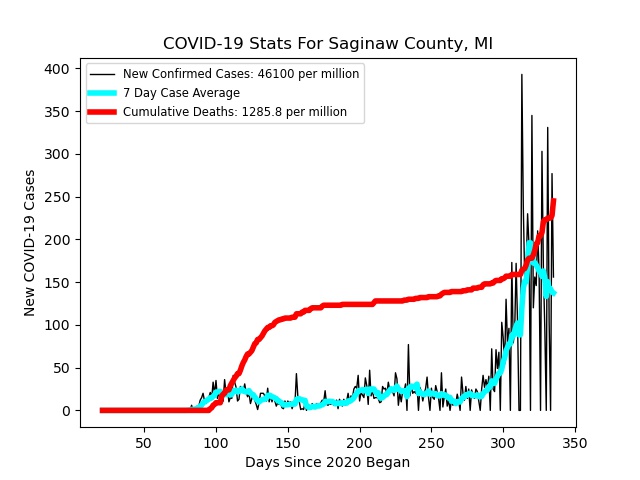 COVID-19 Stats For Saginaw County, MI
New Confirmed Cases: 46100 per million
7 Day Case Average
Cumulative Deaths: 1285.8 per million
New COVID-19 Cases
400
350
300
250
200
150
100
50
0
50 100 150 200 250 300 350
Days Since 2020 Began